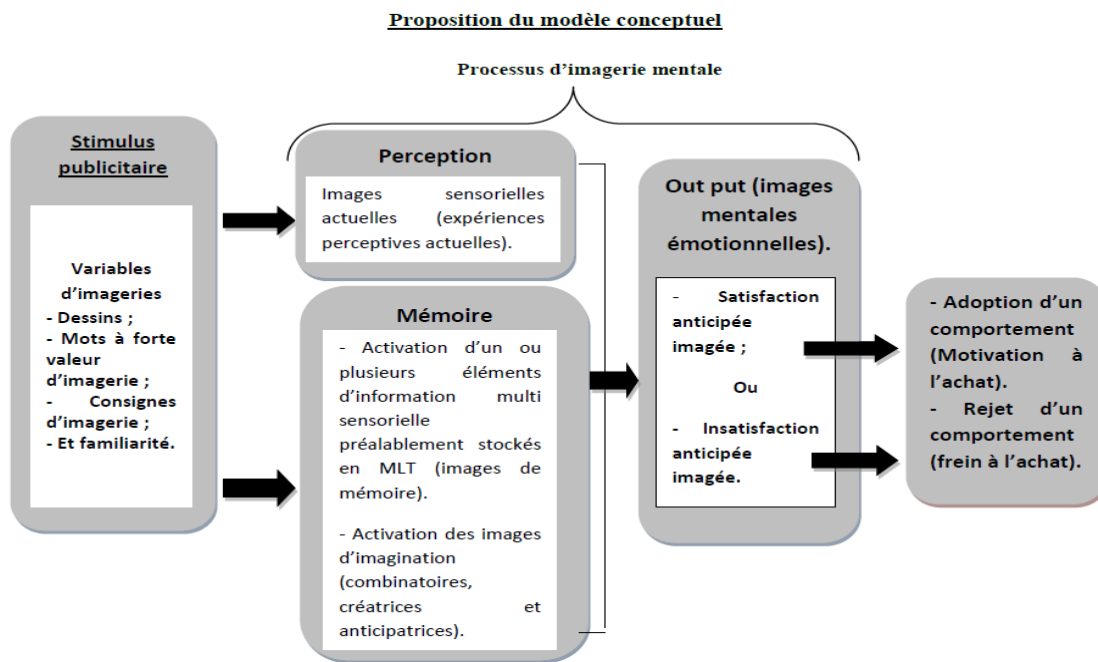 Proposition du modèle conceptuel
Processus d'imagerie mentale
Stimulus
publicitaire
Variables
d'imageries
- Dessins ;
- Mots à forte
valeur
d'imagerie ;
- Consignes
d'imagerie ;
- Et familiarité.
Perception
Images sensorielles
actuelles (expériences
perceptives actuelles).
Mémoire
- Activation d'un ou
plusieurs éléments
d'information multi
sensorielle
préalablement stockés
en MLT (images de
mémoire).
- Activation des images
d'imagination
(combinatoires,
créatrices et
anticipatrices).
Out put (images
mentales
émotionnelles).
- Satisfaction
anticipée
imagée ;
Ou
- Insatisfaction
anticipée
imagée.
- Adoption d'un
comportement
(Motivation à
l'achat).
- Rejet d'un
comportement
(frein à l'achat).